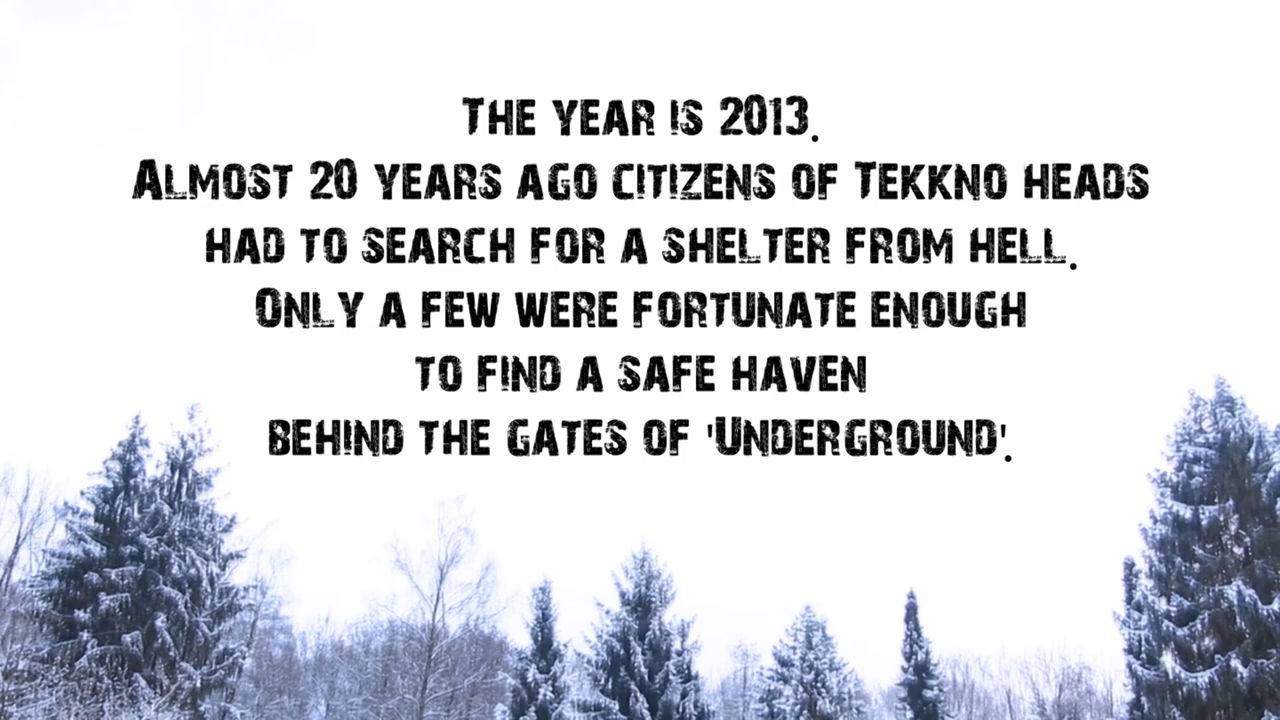 The year is 2013.
Almost 20 years ago citizens of Tekkno heads
had to search for a shelter from hell.
Only a few were fortunate enough
to find a safe haven
behind the gates of 'Underground'.